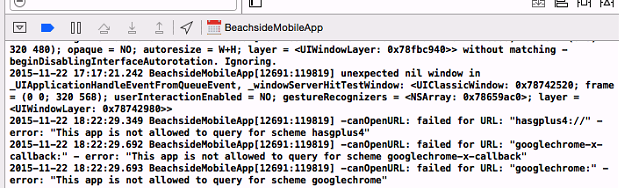 BeachsideMobileApp
320 480); opaque = NO; autoresize = W+H; layer = <UIWindowLayer: 0x78fbc940>> without matching -
beginDisablingInterfaceAutorotation. Ignoring.
2015-11-22 17:17:21.242 BeachsideMobileApp[12691:119819] unexpected nil window in
_UIApplicationHandleEventFromQueueEvent, _windowServerHitTestWindow: <UIClassicWindow: 0x78742520; frame
= (0 0; 320 568); userInteractionEnabled = NO; gestureRecognizers = <NSArray: 0x78659ac0>; layer =
<UIWindowLayer: 0x78742980>>
2015-11-22 18:22:29.349 BeachsideMobileApp[12691:119819] -canOpenURL: failed for URL: "hasgplus4://" -
error: "This app is not allowed to query for scheme hasgplus4"
2015-11-22 18:22:29.692 BeachsideMobileApp[12691:119819] -canOpenURL: failed for URL: "googlechrome-x-
callback:" - error: "This app is not allowed to query for scheme googlechrome-x-callback"
2015-11-22 18:22:29.693 BeachsideMobileApp[12691:119819] -canOpenURL: failed for URL: "googlechrome:" -
error: "This app is not allowed to query for scheme googlechrome"